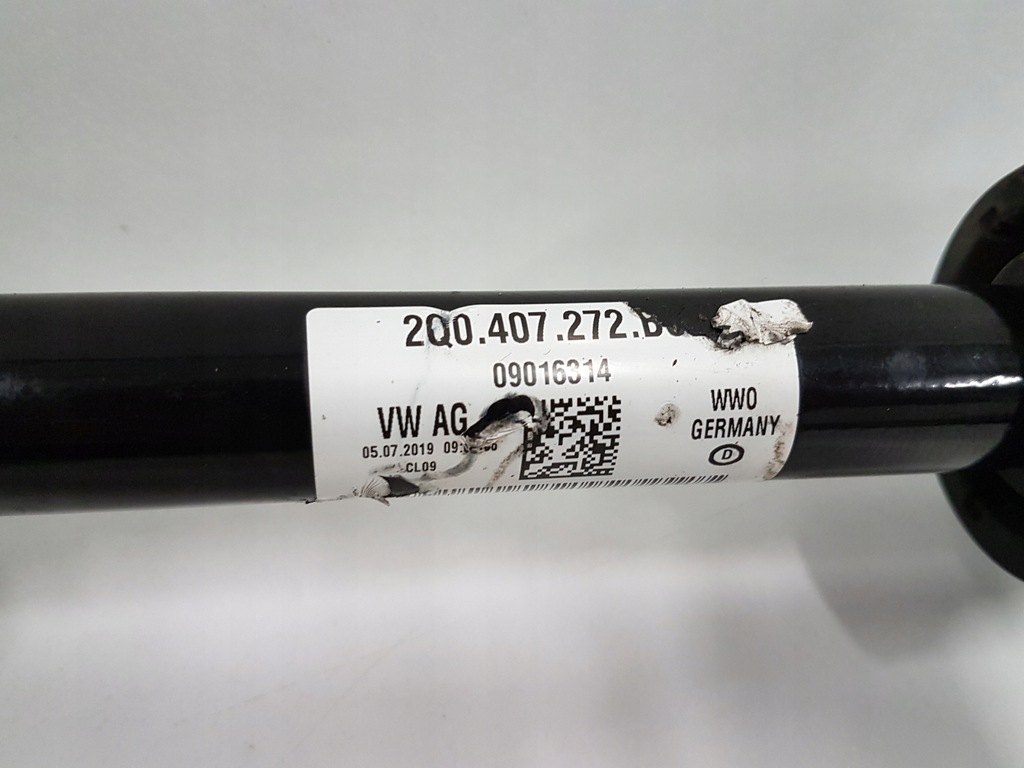 2Q0.407.272.B
09016314
VW AG
05.07.2019
CL09
WWO
GERMANY
D